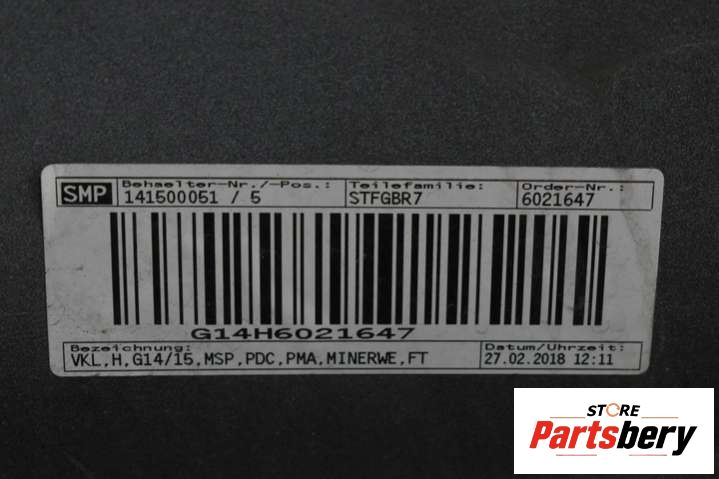 SMP Behaelter-Nr./-Pos.: Teilefamilie: Order-Nr.:
141500051 / 5 STFGBR7 6021647
G14H6021647
Bezeichnung: Datum/Uhrzeit:
VKL,H,G14/15,MSP,PDC,PMA,MINERWE,FT 27.02.2018 12:11
STORE
Partsbery